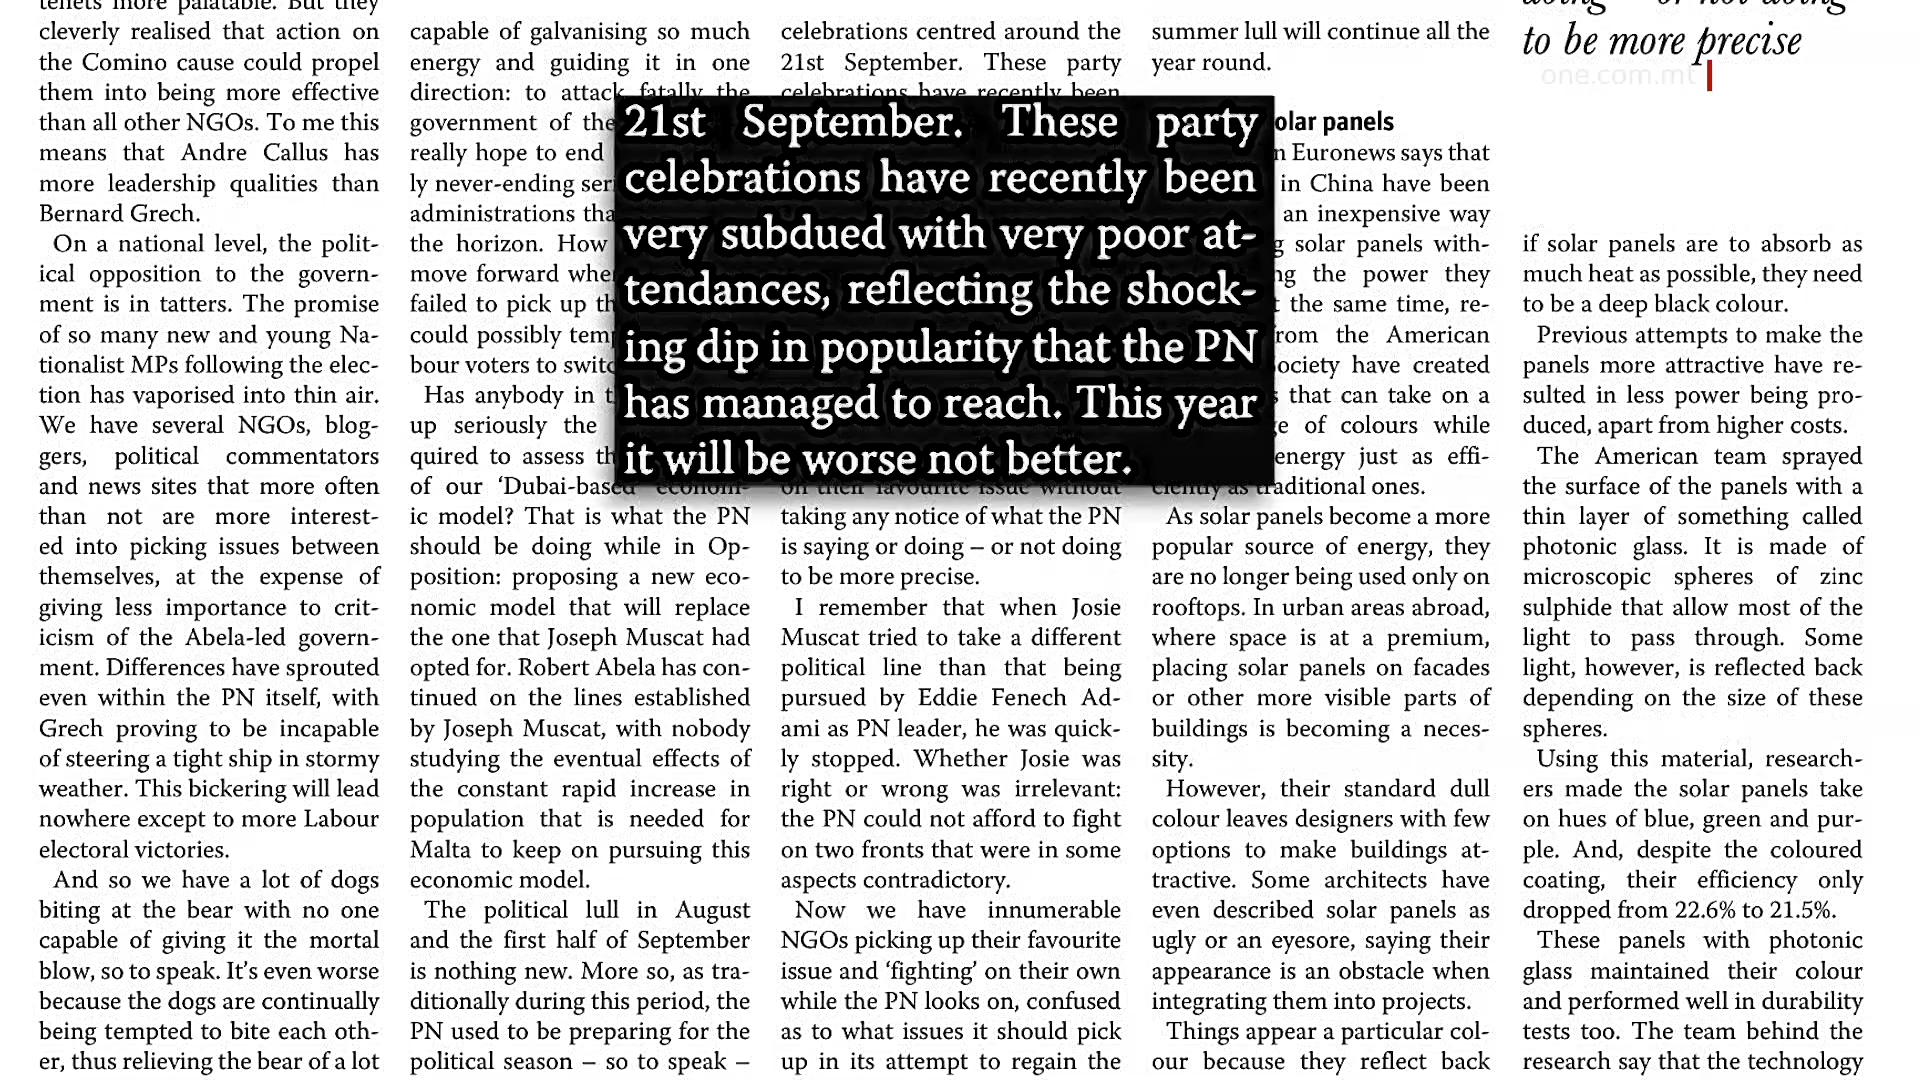 tenets more palatable. But they
cleverly realised that action on
the Comino cause could propel
them into being more effective
than all other NGOs. To me this
means that Andre Callus has
more leadership qualities than
Bernard Grech.
On a national level, the polit-
ical opposition to the govern-
ment is in tatters. The promise
of so many new and young Na-
tionalist MPs following the elec-
tion has vaporised into thin air.
We have several NGOs, blog-
gers, political commentators
and news sites that more often
than not are more interest-
ed into picking issues between
themselves, at the expense of
giving less importance to crit-
icism of the Abela-led govern-
ment. Differences have sprouted
even within the PN itself, with
Grech proving to be incapable
of steering a tight ship in stormy
weather. This bickering will lead
nowhere except to more Labour
electoral victories.
And so we have a lot of dogs
biting at the bear with no one
capable of giving it the mortal
blow, so to speak. It's even worse
because the dogs are continually
being tempted to bite each oth-
er, thus relieving the bear of a lot
capable of galvanising so much
energy and guiding it in one
direction: to attack fatally the
government of the
really hope to end
ly never-ending
administrations
the horizon. How
move forward
failed to pick up
could possibly
bour voters to
Has anybody in
up seriously the
quired to assess
of our 'Dubai-based econom-
ic model? That is what the PN
should be doing while in Op-
position: proposing a new eco-
nomic model that will replace
the one that Joseph Muscat had
opted for. Robert Abela has con-
tinued on the lines established
by Joseph Muscat, with nobody
studying the eventual effects of
the constant rapid increase in
population that is needed for
Malta to keep on pursuing this
economic model.
The political lull in August
and the first half of September
is nothing new. More so, as tra-
ditionally during this period, the
PN used to be preparing for the
political season – so to speak –
celebrations centred around the
21st September. These party
celebrations have recently been
21st September. These party
celebrations have recently been
very subdued with very poor at-
tendances, reflecting the shock-
ing dip in popularity that the PN
has managed to reach. This year
it will be worse not better.
on their favourite issue without
taking any notice of what the PN
is saying or doing – or not doing
to be more precise.
I remember that when Josie
Muscat tried to take a different
political line than that being
pursued by Eddie Fenech Ad-
ami as PN leader, he was quick-
ly stopped. Whether Josie was
right or wrong was irrelevant:
the PN could not afford to fight
on two fronts that were in some
aspects contradictory.
Now we have innumerable
NGOs picking up their favourite
issue and 'fighting' on their own
while the PN looks on, confused
as to what issues it should pick
up in its attempt to regain the
summer lull will continue all the
year round.
solar panels
Euronews says that
in China have been
an inexpensive way
solar panels with-
the power they
the same time, re-
from the American
Society have created
that can take on a
of colours while
energy just as effi-
ciently as traditional ones.
As solar panels become a more
popular source of energy, they
are no longer being used only on
rooftops. In urban areas abroad,
where space is at a premium,
placing solar panels on facades
or other more visible parts of
buildings is becoming a neces-
sity.
However, their standard dull
colour leaves designers with few
options to make buildings at-
tractive. Some architects have
even described solar panels as
ugly or an eyesore, saying their
appearance is an obstacle when
integrating them into projects.
Things appear a particular col-
our because they reflect back
doing – or not doing
to be more precise
one.com.mt
if solar panels are to absorb as
much heat as possible, they need
to be a deep black colour.
Previous attempts to make the
panels more attractive have re-
sulted in less power being pro-
duced, apart from higher costs.
The American team sprayed
the surface of the panels with a
thin layer of something called
photonic glass. It is made of
microscopic spheres of zinc
sulphide that allow most of the
light to pass through. Some
light, however, is reflected back
depending on the size of these
spheres.
Using this material, research-
ers made the solar panels take
on hues of blue, green and pur-
ple. And, despite the coloured
coating, their efficiency only
dropped from 22.6% to 21.5%.
These panels with photonic
glass maintained their colour
and performed well in durability
tests too. The team behind the
research say that the technology